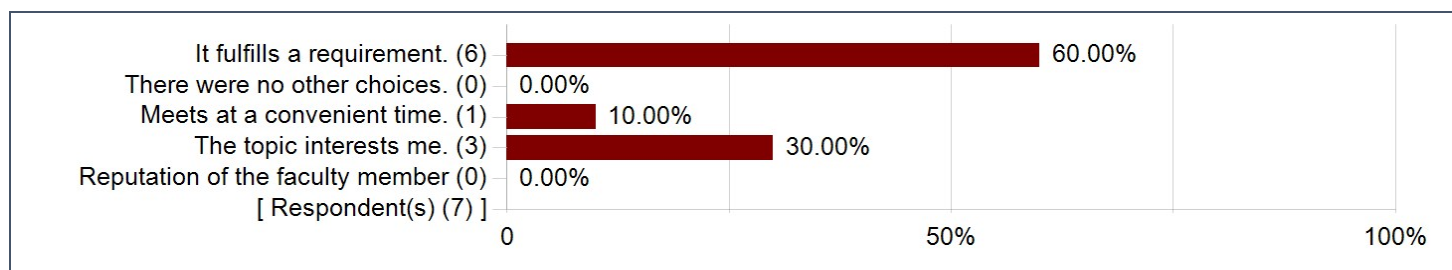 It fulfills a requirement. (6) 60.00%
There were no other choices. (0) 0.00%
Meets at a convenient time. (1) 10.00%
The topic interests me. (3) 30.00%
Reputation of the faculty member (0) 0.00%
[ Respondent(s) (7) ]
0 50% 100%